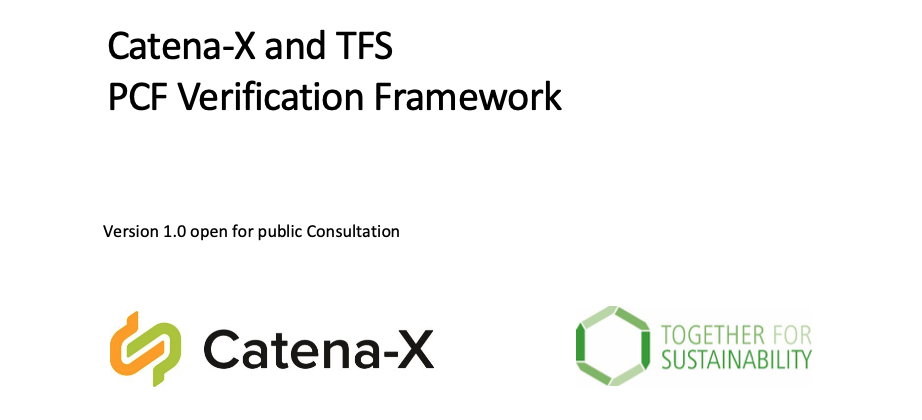 Catena-X and TFS
PCF Verification Framework
Version 1.0 open for public Consultation
Catena-X
TOGETHER FOR
SUSTAINABILITY